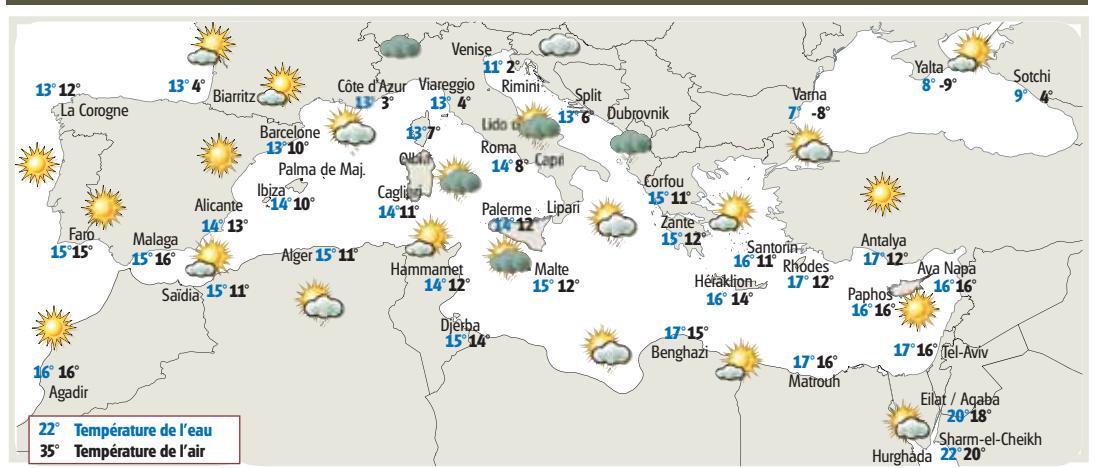 Venise
11° 2°
Yalta
8° -9°
Sotchi
9° 4°
13° 12°
La Corogne
13° 4°
Biarritz
Côte d'Azur
13° 3°
Viareggio
13° 4°
Rimini
Split
13° 6°
Dubrovnik
Varna
7° -8°
Barcelone
13° 10°
13° 7°
Lido
Roma
14° 8°
Capri
Palma de Maj.
Ibiza
14° 10°
Cagliari
14° 11°
Corfou
15° 11°
Alicante
14° 13°
Palerme
14° 12°
Lipari
Zante
15° 12°
Faro
15° 15°
Malaga
15° 16°
Alger 15° 11°
Santorin
16° 11°
Antalya
17° 12°
Saïdia 15° 11°
Hammamet
14° 12°
Malte
15° 12°
Héraklion
16° 14°
Rhodes
17° 12°
Aya Napa
16° 16°
Paphos
16° 16°
Djerba
15° 14°
17° 15°
Benghazi
17° 16°
Matrouh
17° 16° Tel-Aviv
16° 16°
Agadir
Eilat / Aqaba
20° 18°
Sharm-el-Cheikh
Hurghada 22° 20°
22° Température de l'eau
35° Température de l'air